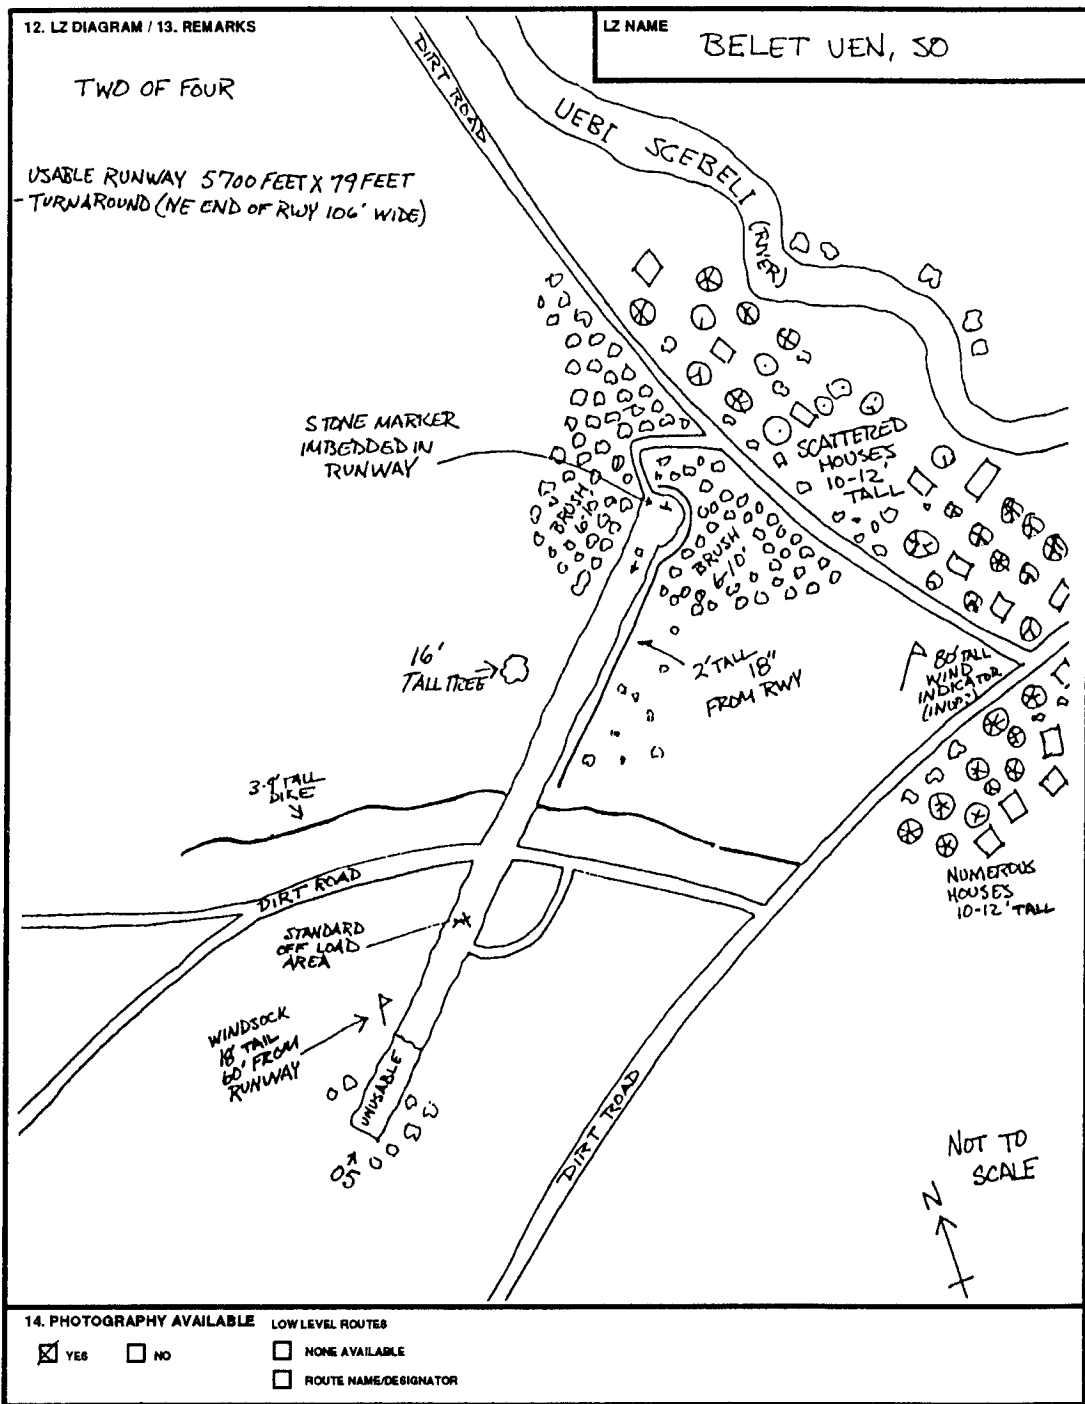 12. LZ DIAGRAM / 13. REMARKS
LZ NAME
BELET UEN, SO
TWO OF FOUR
USABLE RUNWAY 5700 FEET X 79 FEET
- TURNAROUND (NE END OF RWY 106' WIDE)
DIRT ROAD
UEBI SCEBELI
(RIVER)
STONE MARKER
IMBEDDED IN
RUNWAY
SCATTERED
HOUSES
10-12'
TALL
BRUSH
6-10'
BRUSH
6-10'
16'
TALL TREE
2' TALL 18"
FROM RWY
80' TALL
WIND
INDICATOR
(INOP.)
3-4' TALL
DIKE
DIRT ROAD
STANDARD
OFF LOAD
AREA
NUMEROUS
HOUSES
10-12' TALL
WINDSOCK
18' TALL
60' FROM
RUNWAY
UNUSABLE
05
DIRT ROAD
NOT TO
SCALE
N
14. PHOTOGRAPHY AVAILABLE
YES
NO
LOW LEVEL ROUTES
NONE AVAILABLE
ROUTE NAME/DESIGNATOR